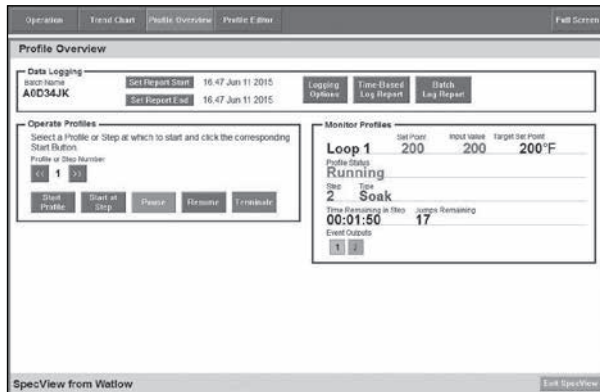 Operation Trend Chart Profile Overview Profile Editor Full Screen
Profile Overview
Data Logging
Batch Name
A0D34JK
Set Report Start 16:47 Jun 11 2015
Set Report End 16:47 Jun 11 2015
Logging Options
Time-Based Log Report
Batch Log Report
Operate Profiles
Select a Profile or Step at which to start and click the corresponding
Start Button.
Profile or Step Number
<< 1 >>
Start Profile
Start at Step
Pause
Resume
Terminate
Monitor Profiles
Set Point Input Value Target Set Point
Loop 1 200 200 200°F
Profile Status
Running
Step Type
2 Soak
Time Remaining in Step Jumps Remaining
00:01:50 17
Event Outputs
1 2
SpecView from Watlow
Exit SpecView